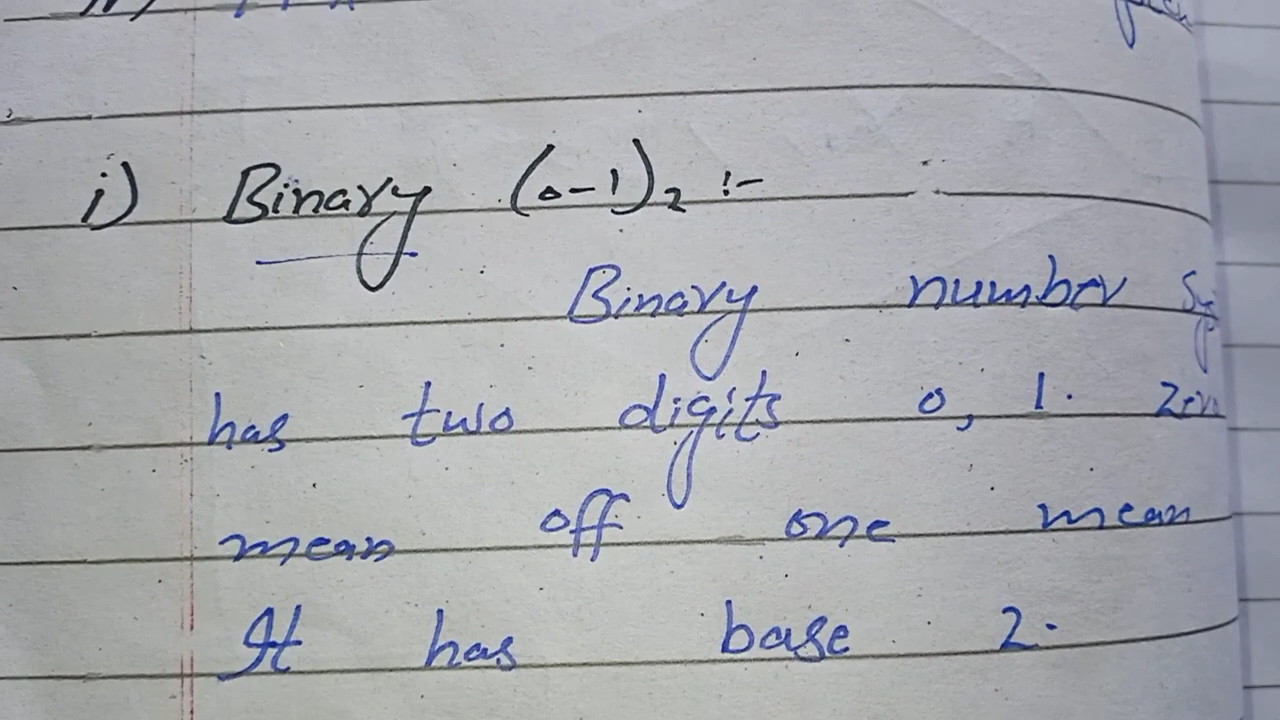 i) Binary (0-1)₂ :-
Binary number
has two digits 0, 1.
mean off one mean
It has base 2.